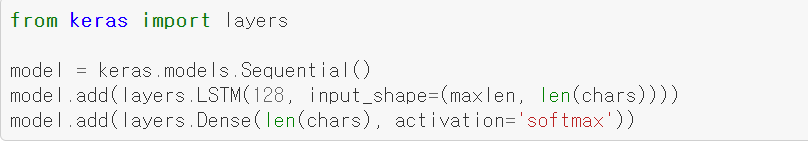 from keras import layers
model = keras.models.Sequential()
model.add(layers.LSTM(128, input_shape=(maxlen, len(chars))))
model.add(layers.Dense(len(chars), activation='softmax'))